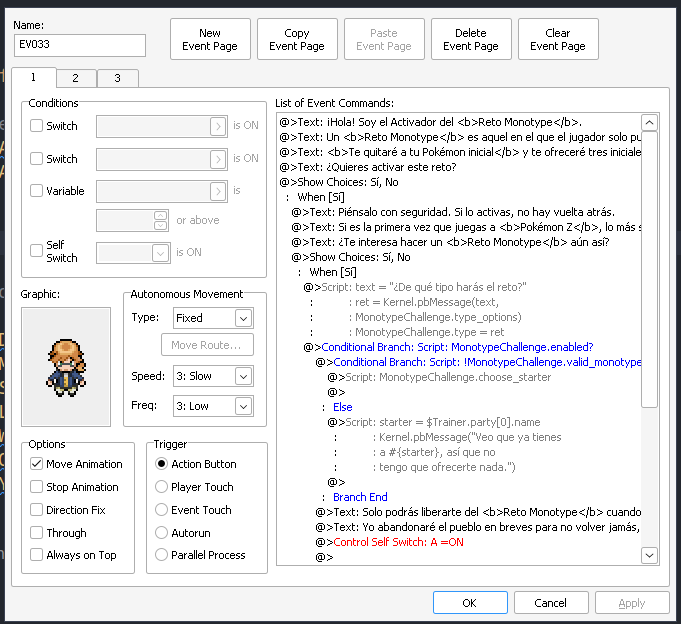 Name:
EV033
New
Event Page
Copy
Event Page
Paste
Event Page
Delete
Event Page
Clear
Event Page
1
2
3
Conditions
Switch
is ON
Switch
is ON
Variable
is
or above
Self
Switch
is ON
Graphic:
Autonomous Movement
Type:
Fixed
Move Route...
Speed:
3: Slow
Freq:
3: Low
Options
Move Animation
Stop Animation
Direction Fix
Through
Always on Top
Trigger
Action Button
Player Touch
Event Touch
Autorun
Parallel Process
List of Event Commands:
@>Text: ¡Hola! Soy el Activador del <b>Reto Monotype</b>.
@>Text: Un <b>Reto Monotype</b> es aquel en el que el jugador solo pu
@>Text: <b>Te quitaré a tu Pokémon inicial</b> y te ofreceré tres iniciale
@>Text: ¿Quieres activar este reto?
@>Show Choices: Sí, No
: When [Sí]
@>Text: Piénsalo con seguridad. Si lo activas, no hay vuelta atrás.
@>Text: Si es la primera vez que juegas a <b>Pokémon Z</b>, lo más s
@>Text: ¿Te interesa hacer un <b>Reto Monotype</b> aún así?
@>Show Choices: Sí, No
: When [Sí]
@>Script: text = "¿De qué tipo harás el reto?"
: : ret = Kernel.pbMessage(text,
: : MonotypeChallenge.type_options)
: : MonotypeChallenge.type = ret
@>Conditional Branch: Script: MonotypeChallenge.enabled?
@>Conditional Branch: Script: !MonotypeChallenge.valid_monotype
@>Script: MonotypeChallenge.choose_starter
@>
: Else
@>Script: starter = $Trainer.party[0].name
: : Kernel.pbMessage("Veo que ya tienes
: : a #{starter}, así que no
: : tengo que ofrecerte nada.")
@>
: Branch End
@>Text: Solo podrás liberarte del <b>Reto Monotype</b> cuando
@>Text: Yo abandonaré el pueblo en breves para no volver jamás,
@>Control Self Switch: A =ON
@>
OK
Cancel
Apply